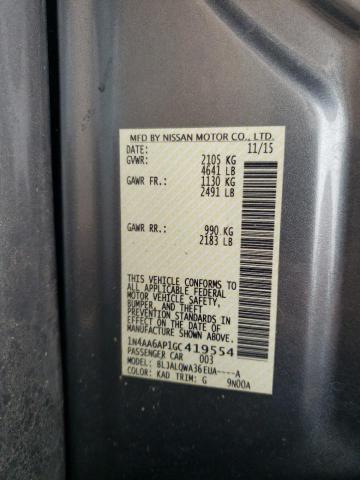 MFD BY NISSAN MOTOR CO., LTD.
DATE: 11/15
GVWR: 2105 KG
4641 LB
GAWR FR.: 1130 KG
2491 LB
GAWR RR.: 990 KG
2183 LB
THIS VEHICLE CONFORMS TO
ALL APPLICABLE FEDERAL
MOTOR VEHICLE SAFETY,
BUMPER, AND THEFT
PREVENTION STANDARDS IN
EFFECT ON THE DATE OF
MANUFACTURE SHOWN ABOVE.
1N4AA6AP1GC419554
PASSENGER CAR 003
MODEL: BLJALQWA36EUA----A
COLOR: KAD TRIM: G 9N00A